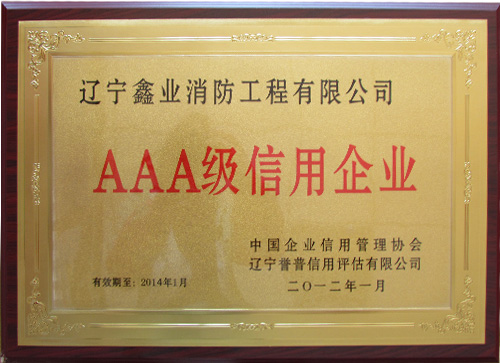 辽宁鑫业消防工程有限公司
AAA级信用企业
中国企业信用管理协会
辽宁誉普信用评估有限公司
有效期至:2014年1月
二〇一二年一月